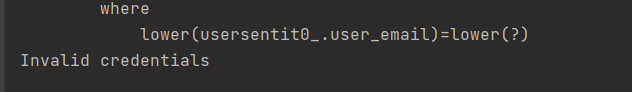 where
lower(usersentit0_.user_email)=lower(?)
Invalid credentials